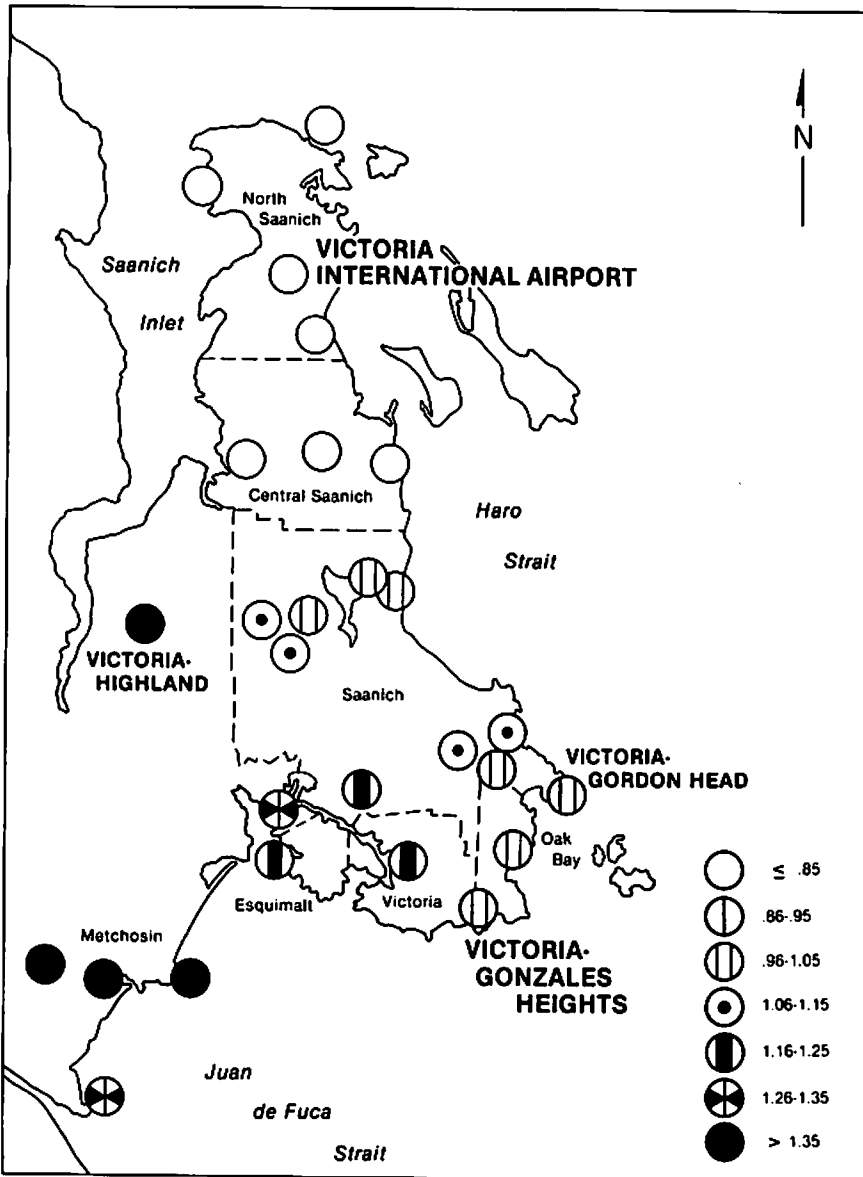 N
North
Saanich
VICTORIA
INTERNATIONAL AIRPORT
Saanich
Inlet
Central Saanich
Haro
Strait
VICTORIA-
HIGHLAND
Saanich
VICTORIA-
GORDON HEAD
Oak
Bay
Esquimalt
Victoria
Metchosin
VICTORIA-
GONZALES
HEIGHTS
Juan
de Fuca
Strait
≤ .85
.86-.95
.96-1.05
1.06-1.15
1.16-1.25
1.26-1.35
> 1.35